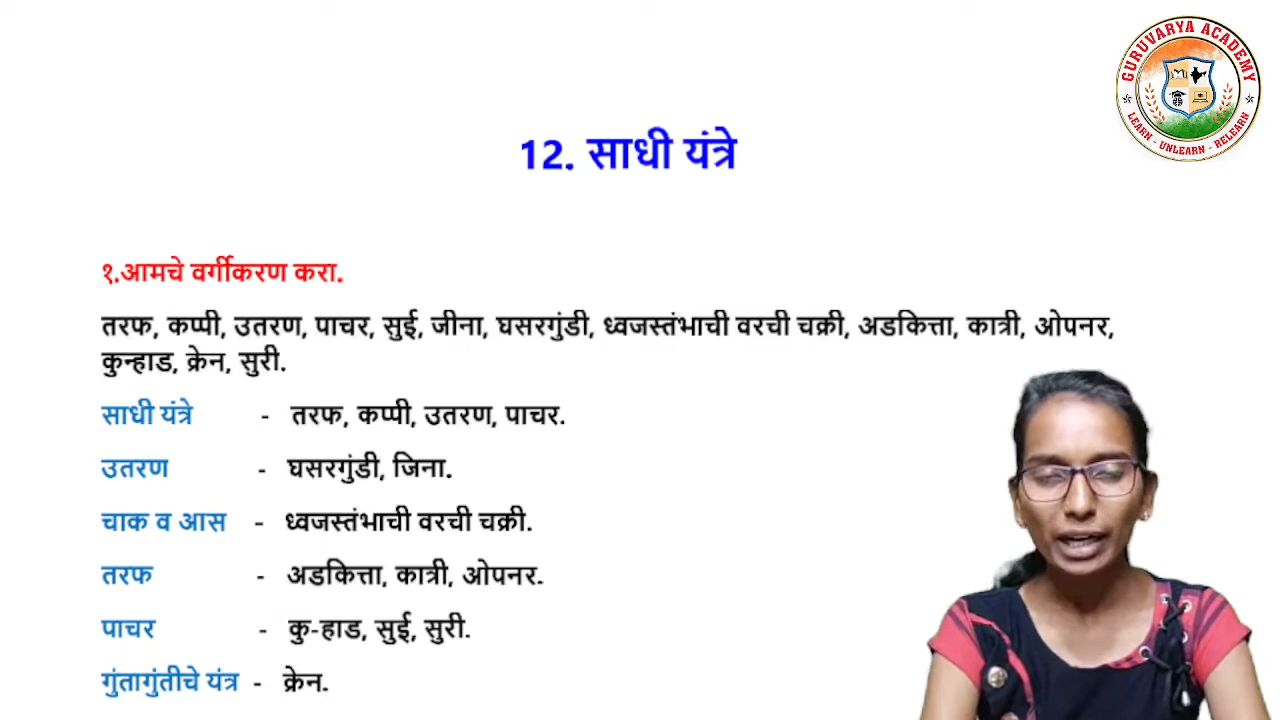 GURUVARYA ACADEMY
LEARN - UNLEARN - RELEARN
12. साधी यंत्रे
१.आमचे वर्गीकरण करा.
तरफ, कप्पी, उतरण, पाचर, सुई, जीना, घसरगुंडी, ध्वजस्तंभाची वरची चक्री, अडकित्ता, कात्री, ओपनर,
कुन्हाड, क्रेन, सुरी.
साधी यंत्रे - तरफ, कप्पी, उतरण, पाचर.
उतरण - घसरगुंडी, जिना.
चाक व आस - ध्वजस्तंभाची वरची चक्री.
तरफ - अडकित्ता, कात्री, ओपनर.
पाचर - कु-हाड, सुई, सुरी.
गुंतागुंतीचे यंत्र - क्रेन.